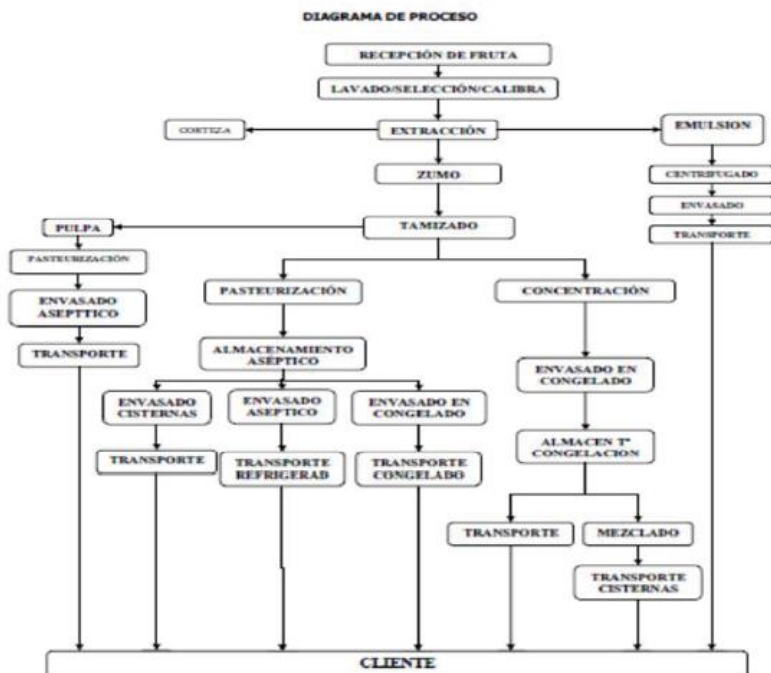 DIAGRAMA DE PROCESO
RECEPCIÓN DE FRUTA
LAVADO/SELECCIÓN/CALIBRA
CORTEZA
EXTRACCIÓN
EMULSION
ZUMO
CENTRIFUGADO
ENVASADO
TRANSPORTE
PULPA
TAMIZADO
PASTEURIZACIÓN
ENVASADO
ASEPTTICO
TRANSPORTE
PASTEURIZACIÓN
CONCENTRACIÓN
ALMACENAMIENTO
ASÉPTICO
ENVASADO
CISTERNAS
ENVASADO
ASEPTICO
ENVASADO EN
CONGELADO
ENVASADO EN
CONGELADO
TRANSPORTE
TRANSPORTE
REFRIGERAD
TRANSPORTE
CONGELADO
ALMACEN Tª
CONGELACION
TRANSPORTE
MEZCLADO
TRANSPORTE
CISTERNAS
CLIENTE